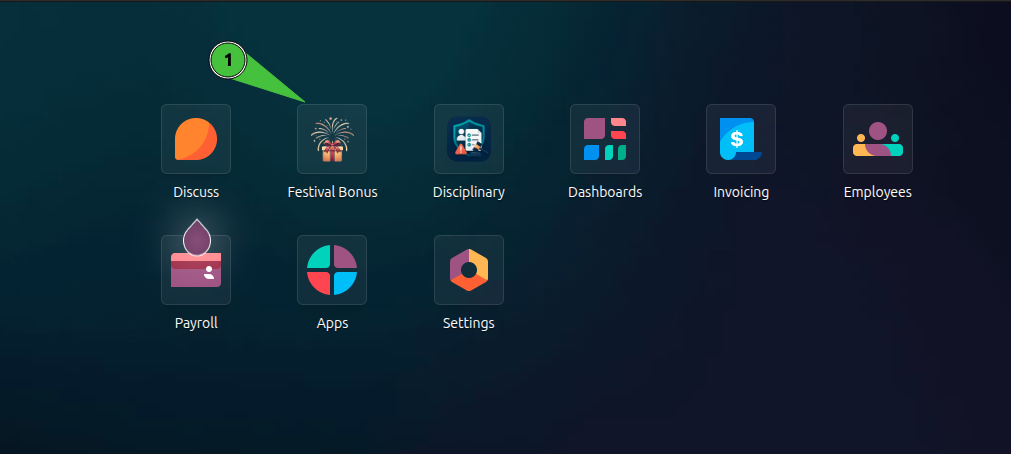 1
Discuss
Festival Bonus
Disciplinary
Dashboards
Invoicing
Employees
Payroll
Apps
Settings